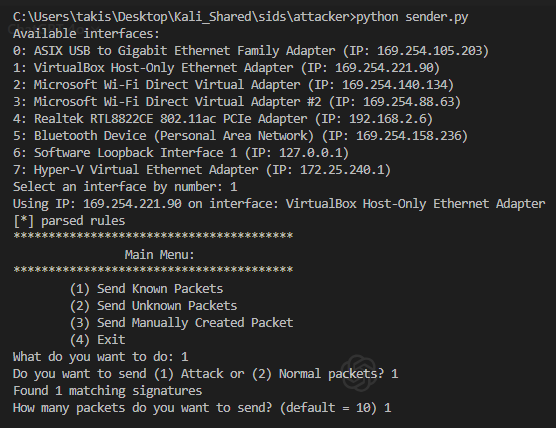 C:\Users\takis\Desktop\Kali_Shared\sids\attacker>python sender.py
Available interfaces:
0: ASIX USB to Gigabit Ethernet Family Adapter (IP: 169.254.105.203)
1: VirtualBox Host-Only Ethernet Adapter (IP: 169.254.221.90)
2: Microsoft Wi-Fi Direct Virtual Adapter (IP: 169.254.140.134)
3: Microsoft Wi-Fi Direct Virtual Adapter #2 (IP: 169.254.88.63)
4: Realtek RTL8822CE 802.11ac PCIe Adapter (IP: 192.168.2.6)
5: Bluetooth Device (Personal Area Network) (IP: 169.254.158.236)
6: Software Loopback Interface 1 (IP: 127.0.0.1)
7: Hyper-V Virtual Ethernet Adapter (IP: 172.25.240.1)
Select an interface by number: 1
Using IP: 169.254.221.90 on interface: VirtualBox Host-Only Ethernet Adapter
[*] parsed rules
****************************************
Main Menu:
****************************************
(1) Send Known Packets
(2) Send Unknown Packets
(3) Send Manually Created Packet
(4) Exit
What do you want to do: 1
Do you want to send (1) Attack or (2) Normal packets? 1
Found 1 matching signatures
How many packets do you want to send? (default = 10) 1